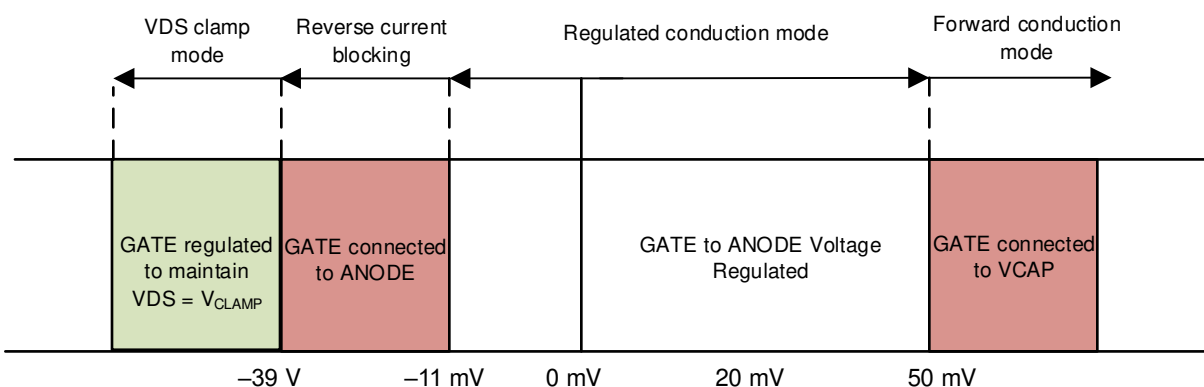 VDS clamp
mode
Reverse current
blocking
Regulated conduction mode
Forward conduction
mode
GATE regulated
to maintain
VDS = VCLAMP
GATE connected
to ANODE
GATE to ANODE Voltage
Regulated
GATE connected
to VCAP
–39 V
–11 mV
0 mV
20 mV
50 mV